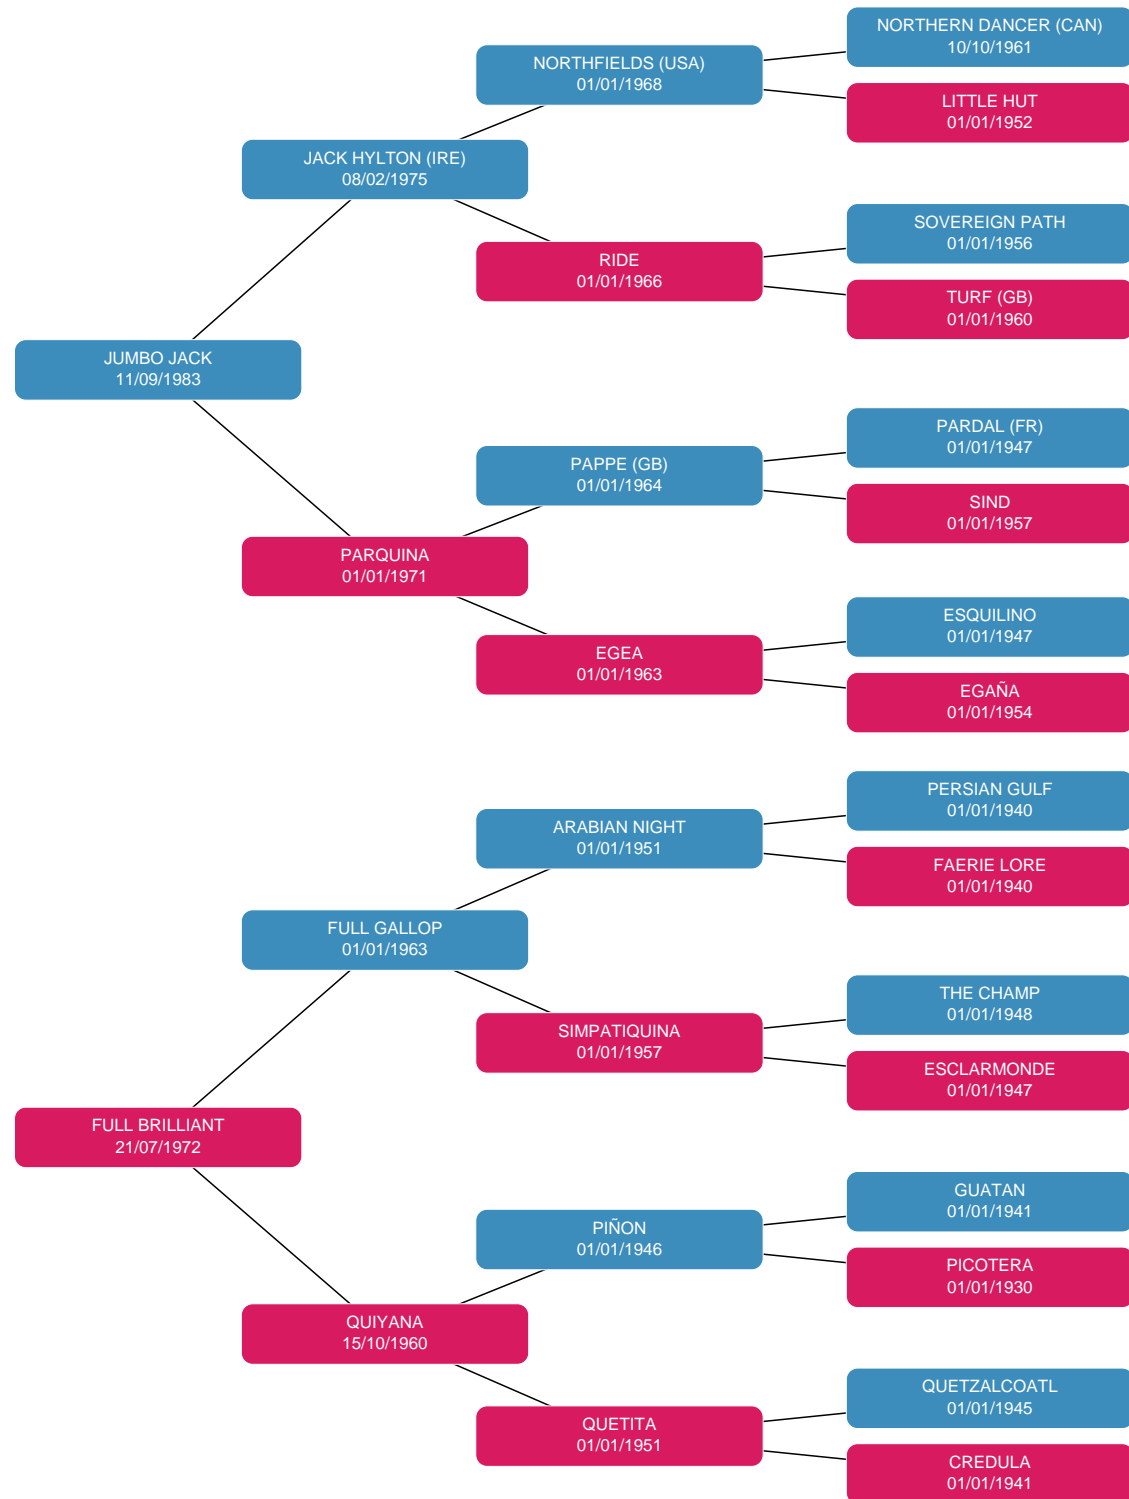 NORTHERN DANCER (CAN)
10/10/1961
NORTHFIELDS (USA)
01/01/1968
LITTLE HUT
01/01/1952
JACK HYLTON (IRE)
08/02/1975
SOVEREIGN PATH
01/01/1956
RIDE
01/01/1966
TURF (GB)
01/01/1960
JUMBO JACK
11/09/1983
PARDAL (FR)
01/01/1947
PAPPE (GB)
01/01/1964
SIND
01/01/1957
PARQUINA
01/01/1971
ESQUILINO
01/01/1947
EGEA
01/01/1963
EGAÑA
01/01/1954
PERSIAN GULF
01/01/1940
ARABIAN NIGHT
01/01/1951
FAERIE LORE
01/01/1940
FULL GALLOP
01/01/1963
THE CHAMP
01/01/1948
SIMPATIQUINA
01/01/1957
ESCLARMONDE
01/01/1947
FULL BRILLIANT
21/07/1972
GUATAN
01/01/1941
PIÑON
01/01/1946
PICOTERA
01/01/1930
QUIYANA
15/10/1960
QUETZALCOATL
01/01/1945
QUETITA
01/01/1951
CREDULA
01/01/1941